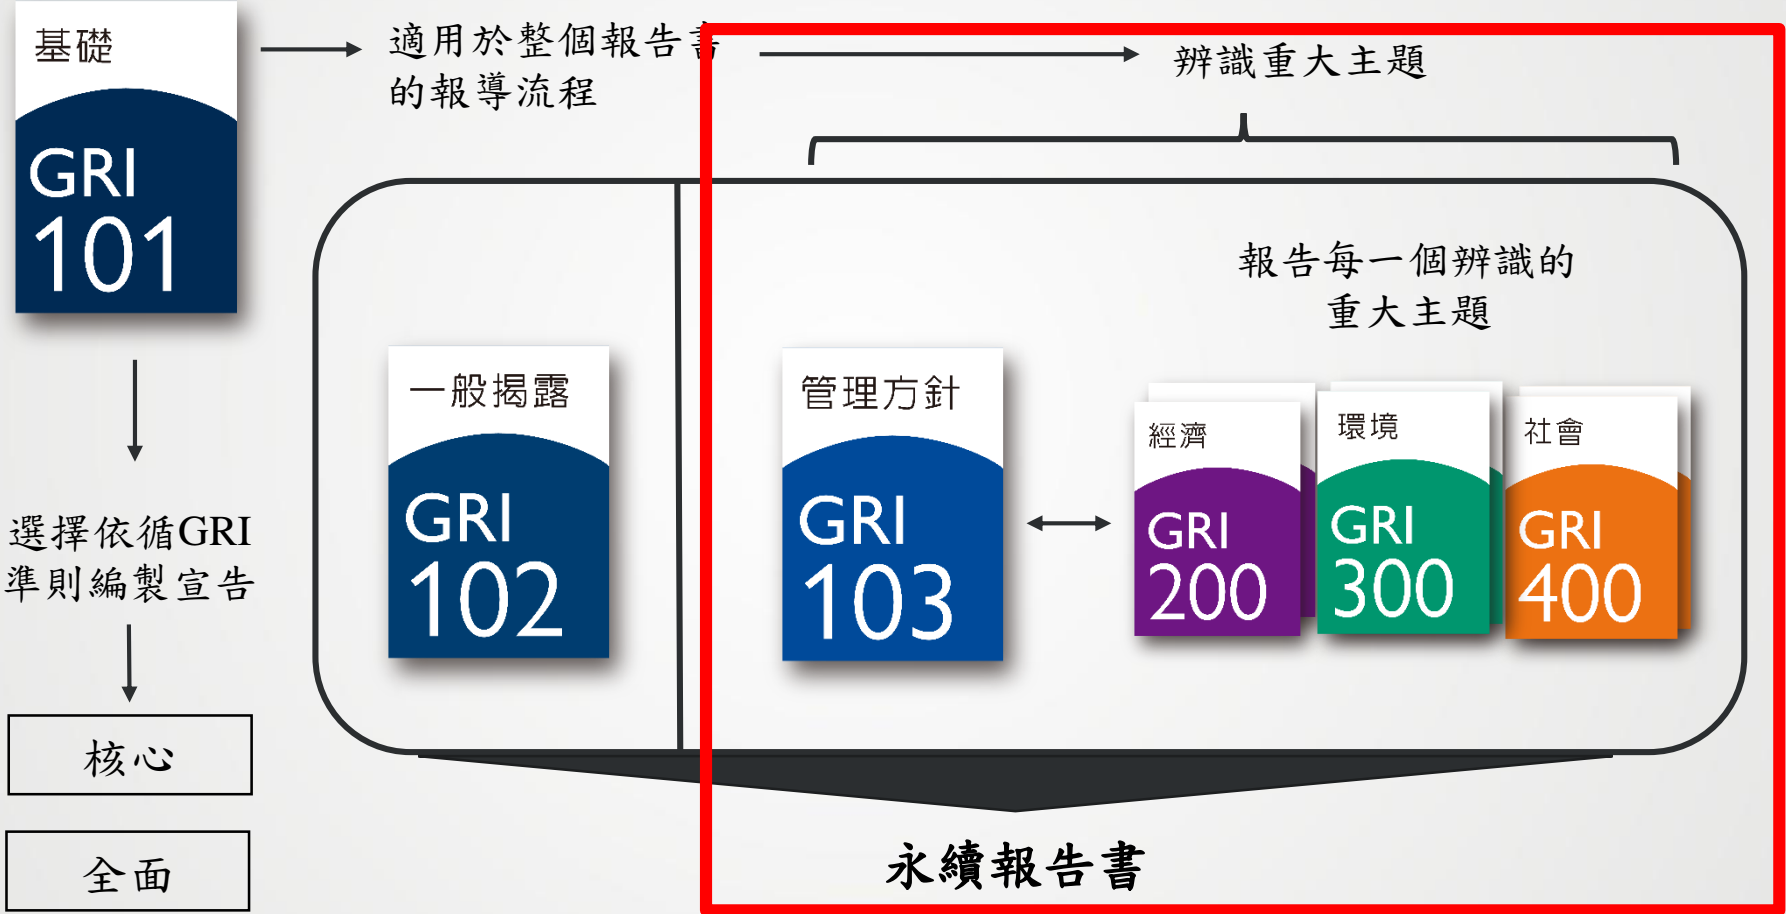 基礎
GRI
101
適用於整個報告書
的報導流程
辨識重大主題
報告每一個辨識的
重大主題
一般揭露
GRI
102
管理方針
GRI
103
經濟
GRI
200
環境
GRI
300
社會
GRI
400
選擇依循GRI
準則編製宣告
核心
全面
永續報告書